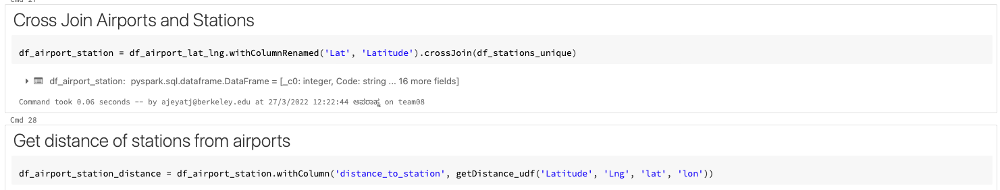 Cmd 27
Cross Join Airports and Stations
df_airport_station = df_airport_lat_lng.withColumnRenamed('Lat', 'Latitude').crossJoin(df_stations_unique)
df_airport_station: pyspark.sql.dataframe.DataFrame = [_c0: integer, Code: string ... 16 more fields]
Command took 0.06 seconds -- by ajeyatj@berkeley.edu at 27/3/2022 12:22:44 ಅಪರಾಹ್ನ on team08
Cmd 28
Get distance of stations from airports
df_airport_station_distance = df_airport_station.withColumn('distance_to_station', getDistance_udf('Latitude', 'Lng', 'lat', 'lon'))